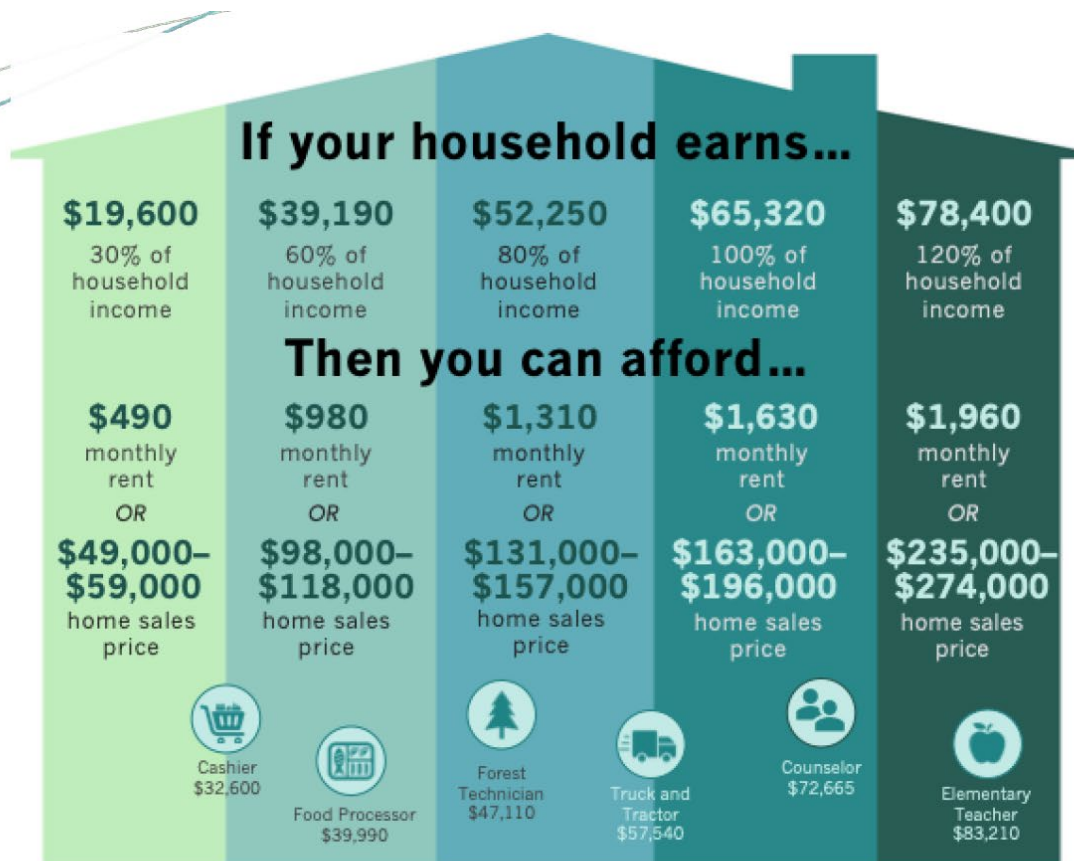 If your household earns...
$19,600
30% of
household
income
$39,190
60% of
household
income
$52,250
80% of
household
income
$65,320
100% of
household
income
$78,400
120% of
household
income
Then you can afford...
$490
monthly
rent
OR
$49,000–
$59,000
home sales
price
$980
monthly
rent
OR
$98,000–
$118,000
home sales
price
$1,310
monthly
rent
OR
$131,000–
$157,000
home sales
price
$1,630
monthly
rent
OR
$163,000–
$196,000
home sales
price
$1,960
monthly
rent
OR
$235,000–
$274,000
home sales
price
Cashier
$32,600
Food Processor
$39,990
Forest
Technician
$47,110
Truck and
Tractor
$57,540
Counselor
$72,665
Elementary
Teacher
$83,210